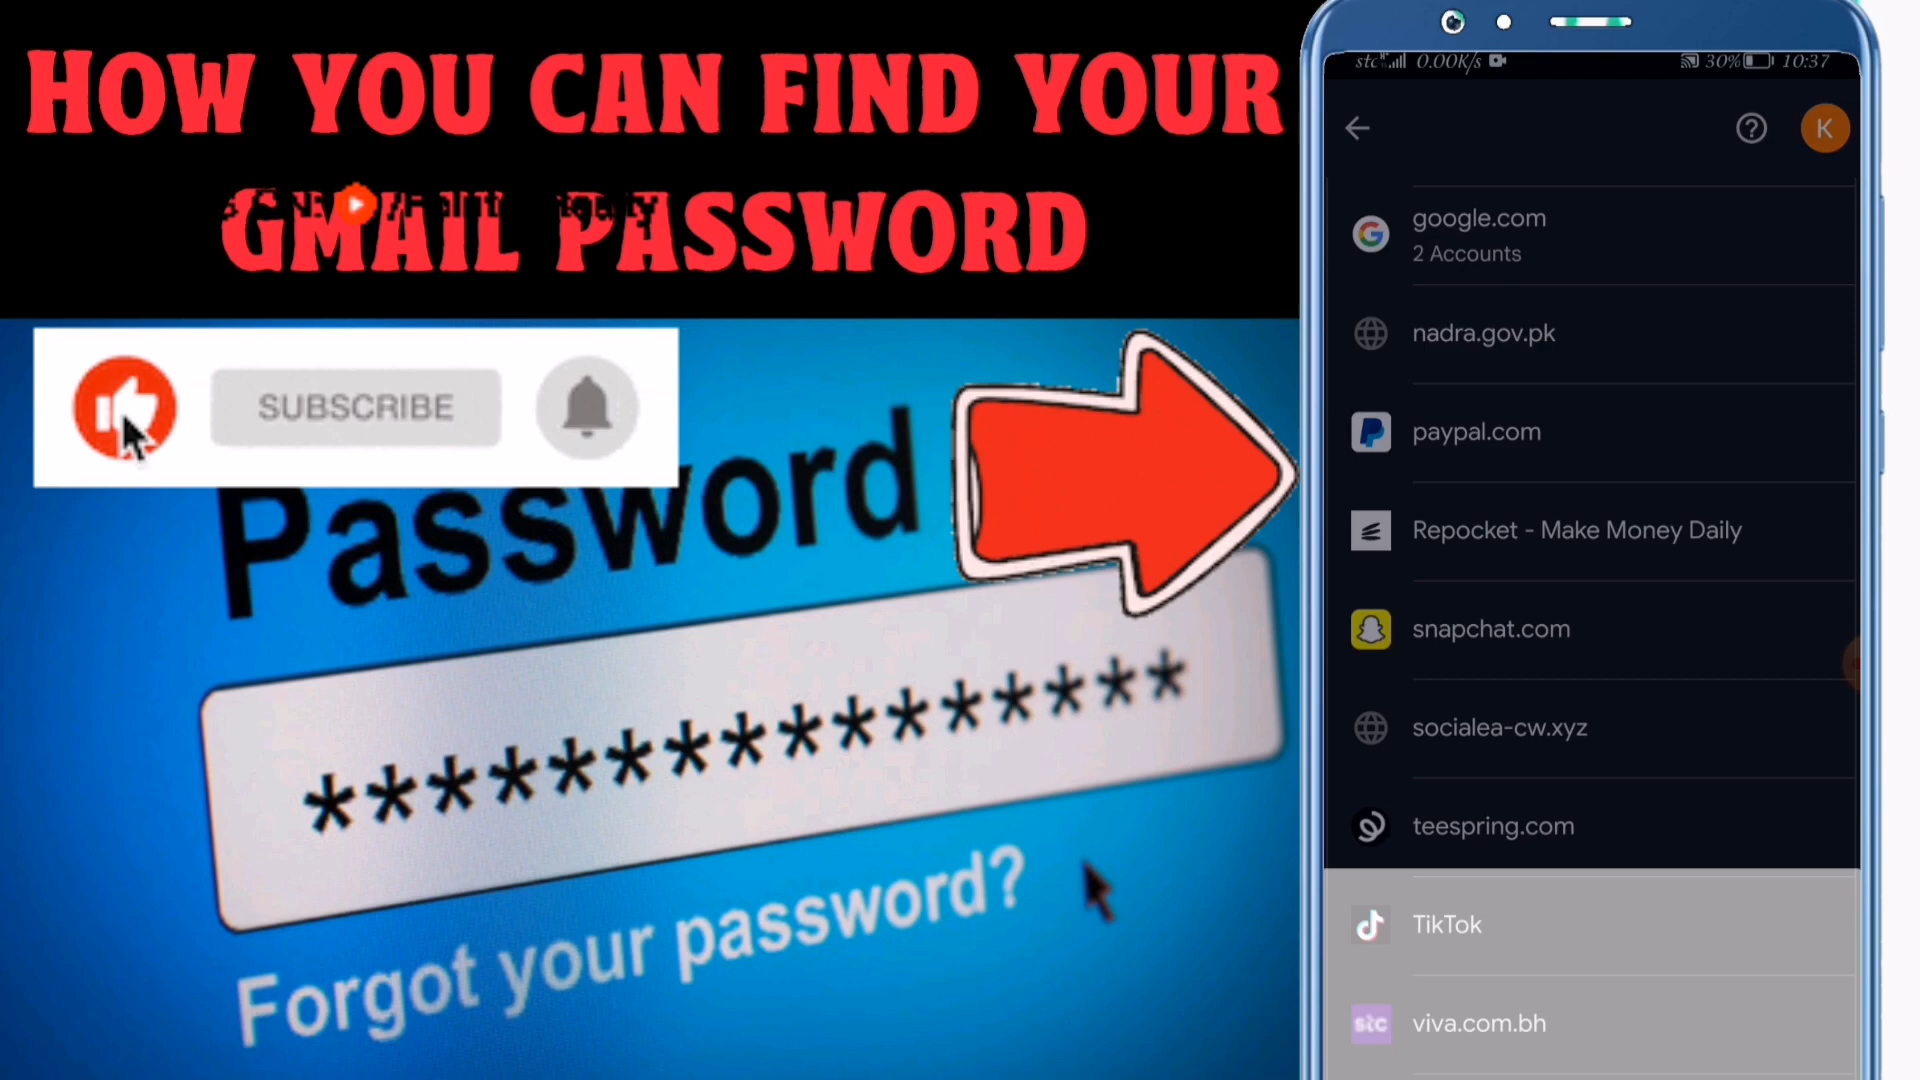 HOW YOU CAN FIND YOUR
GMAIL PASSWORD
SUBSCRIBE
Password
****************
Forgot your password?
stc 0.00K/s 30% 10:37
K
google.com
2 Accounts
nadra.gov.pk
paypal.com
Repocket - Make Money Daily
snapchat.com
socialea-cw.xyz
teespring.com
TikTok
stc viva.com.bh